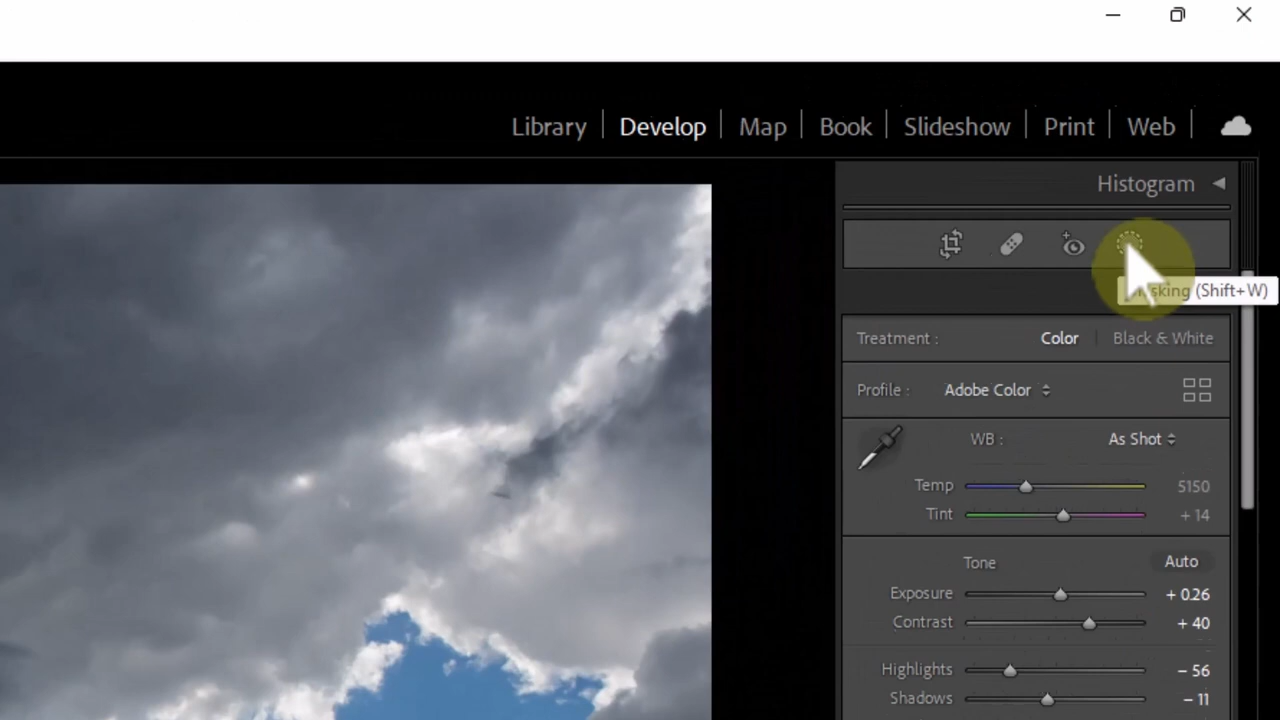 Library Develop Map Book Slideshow Print Web
Histogram
(Shift+W)
Treatment : Color Black & White
Profile : Adobe Color
WB : As Shot
Temp 5150
Tint + 14
Tone Auto
Exposure + 0.26
Contrast + 40
Highlights – 56
Shadows – 11